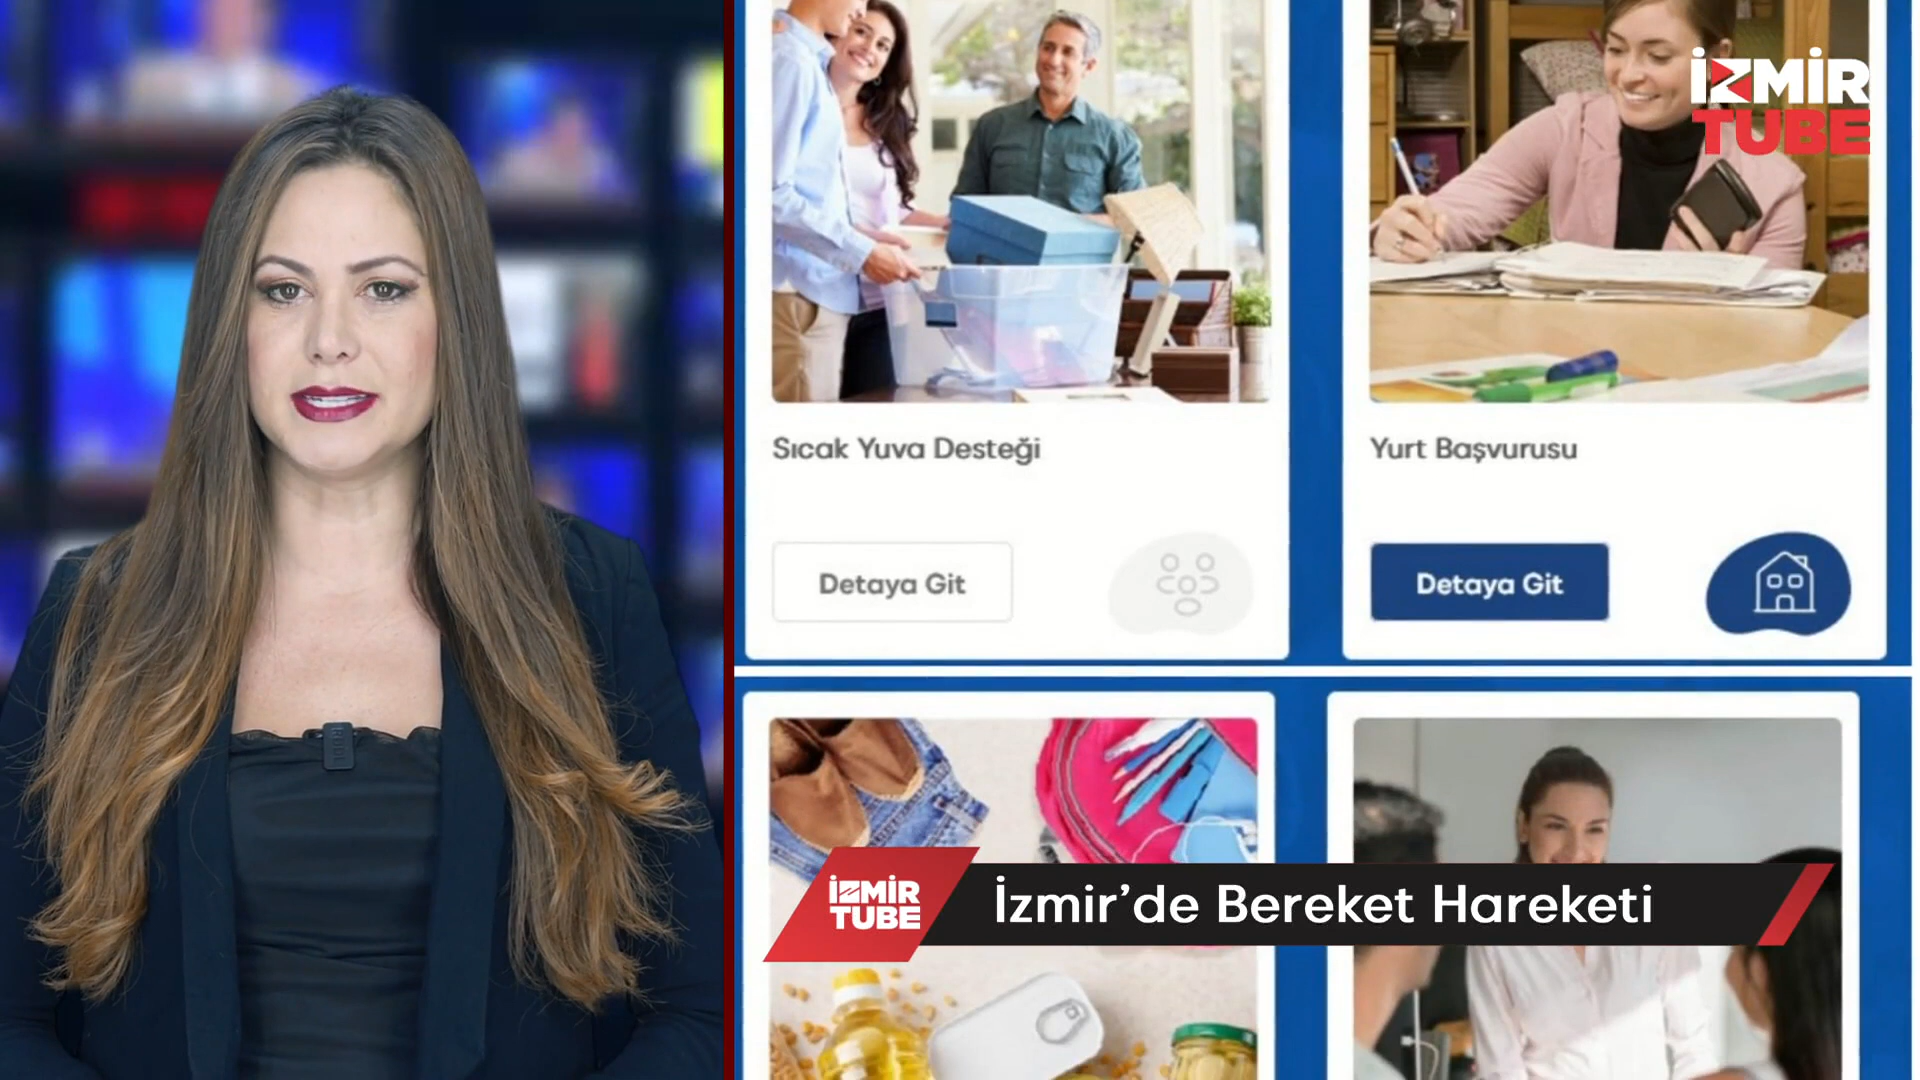 İZMİR
TUBE
Sıcak Yuva Desteği
Yurt Başvurusu
Detaya Git
Detaya Git
İZMİR
TUBE
İzmir’de Bereket Hareketi